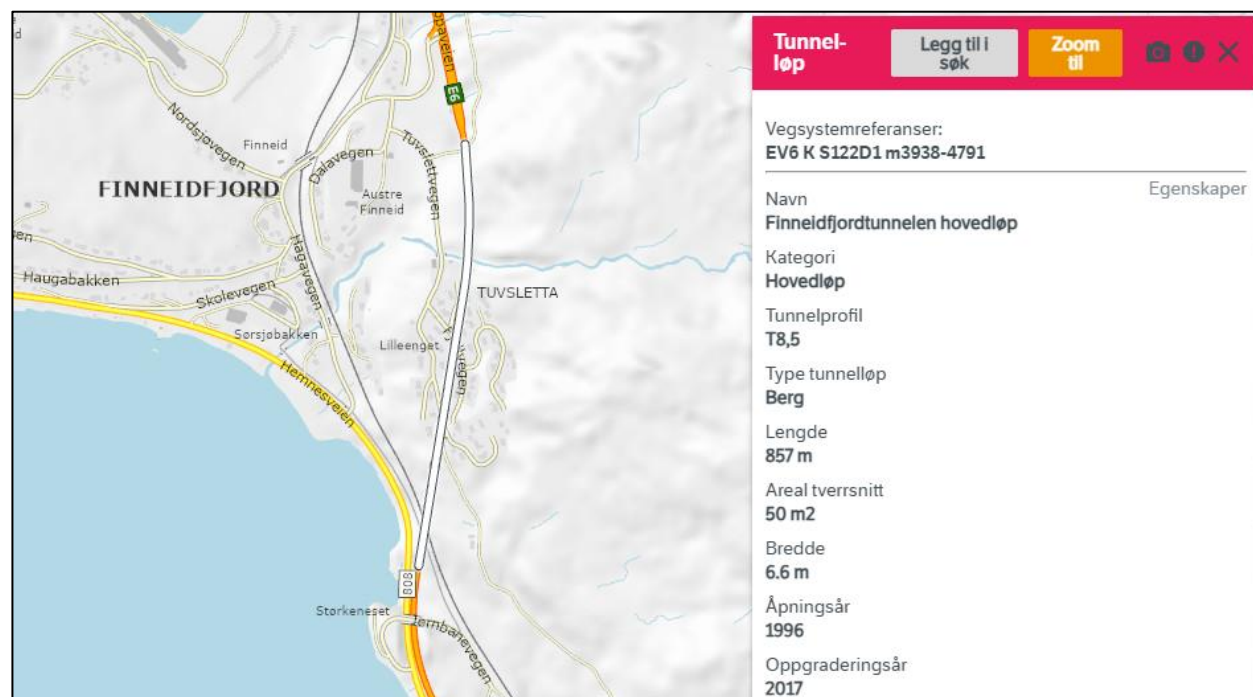 ppaveien
E6
Nordsjøvegen
Finneid
Dalavegen
Tuvslettvegen
FINNEIDFJORD
Austre
Finneid
Hagavegen
Haugabakken
Skolevegen
TUVSLETTA
Sørsjøbakken
Lilleenget
vegen
Hemnesveien
808
Storkeneset
Jernbanevegen
Tunnel-
løp
Legg til i
søk
Zoom
til
Vegsystemreferanser:
EV6 K S122D1 m3938-4791
Egenskaper
Navn
Finneidfjordtunnelen hovedløp
Kategori
Hovedløp
Tunnelprofil
T8,5
Type tunnelløp
Berg
Lengde
857 m
Areal tverrsnitt
50 m2
Bredde
6.6 m
Åpningsår
1996
Oppgraderingsår
2017